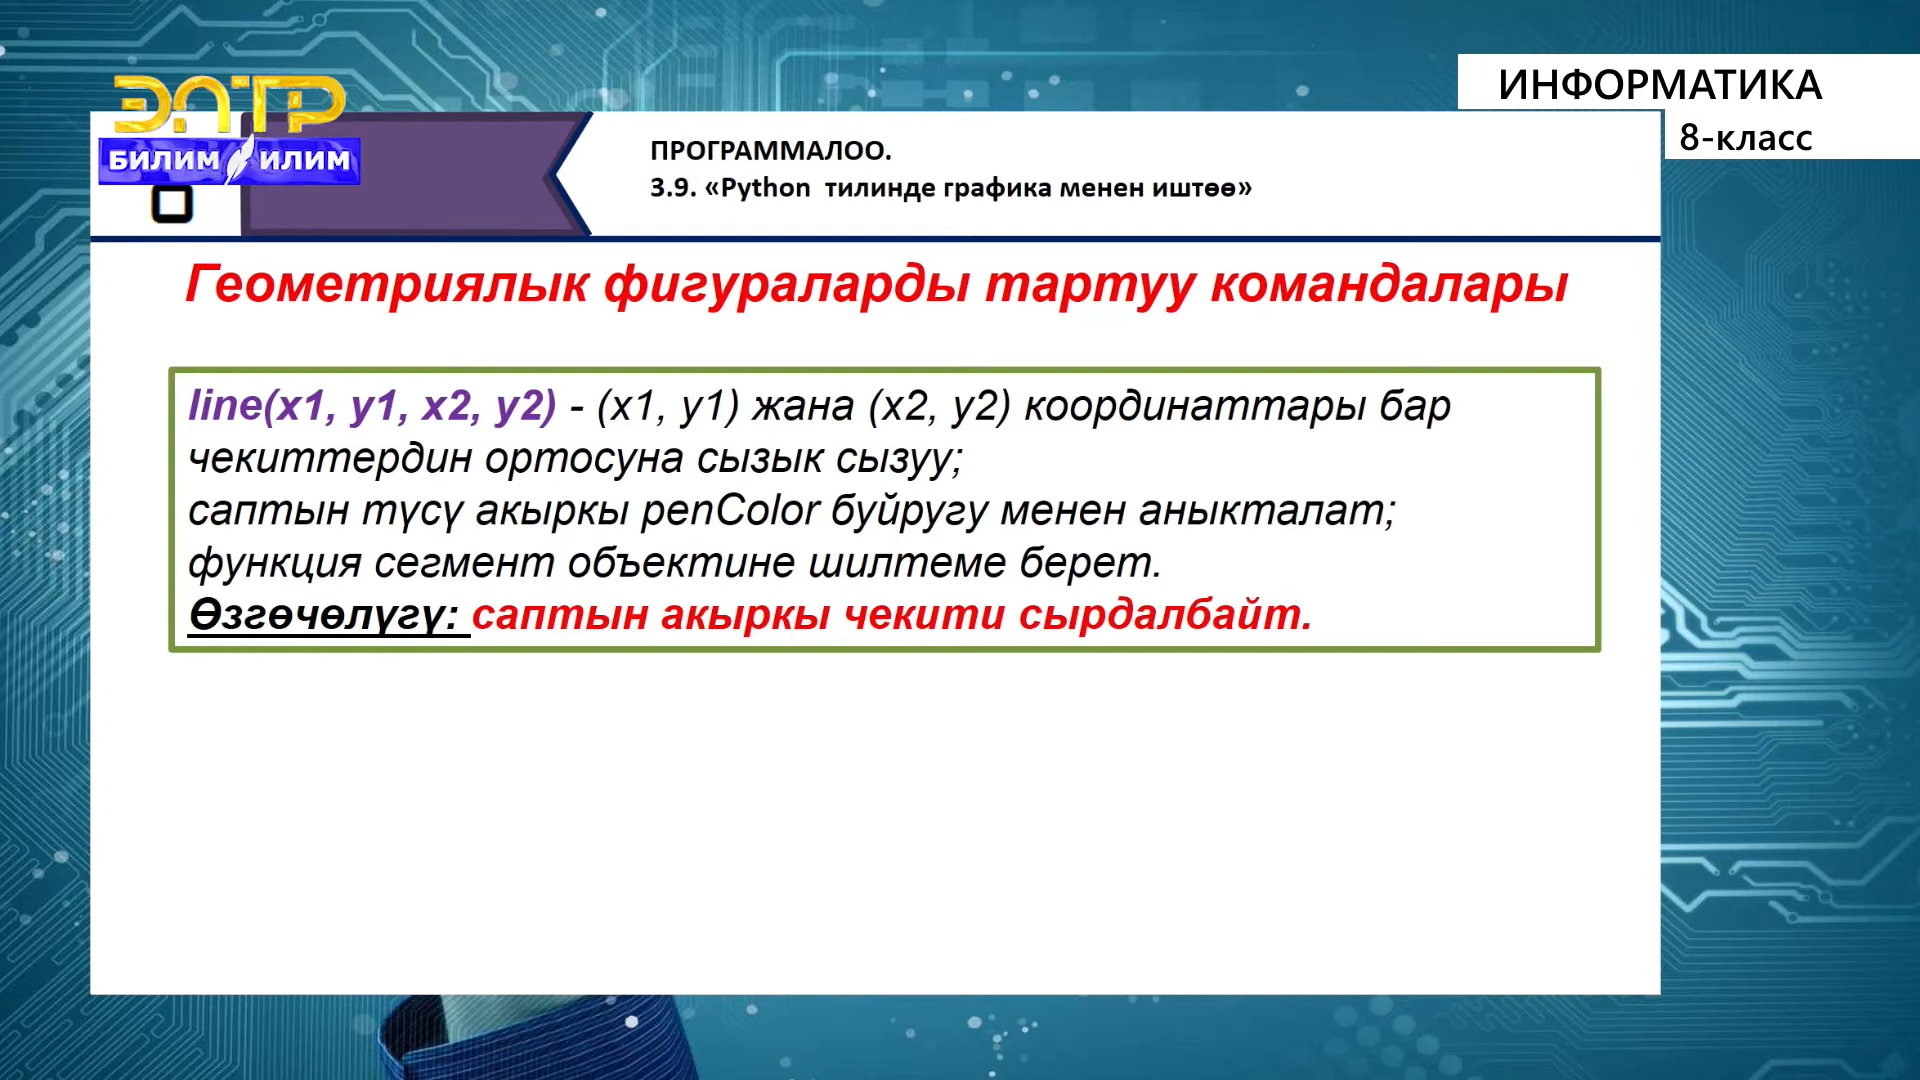 ЭЛТР
БИЛИМ ИЛИМ
ИНФОРМАТИКА
8-класс
ПРОГРАММАЛОО.
3.9. «Python тилинде графика менен иштөө»
Геометриялык фигураларды тартуу командалары
line(x1, y1, x2, y2) - (x1, y1) жана (x2, y2) координаттары бар
чекиттердин ортосуна сызык сызуу;
саптын түсү акыркы penColor буйругу менен аныкталат;
функция сегмент объектине шилтеме берет.
Өзгөчөлүгү: саптын акыркы чекити сырдалбайт.